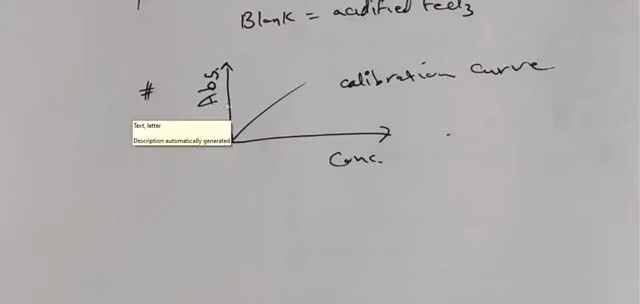 Blank = acidified FeCl3
#
Abs.
calibration curve
Text, letter
Description automatically generated
Conc.